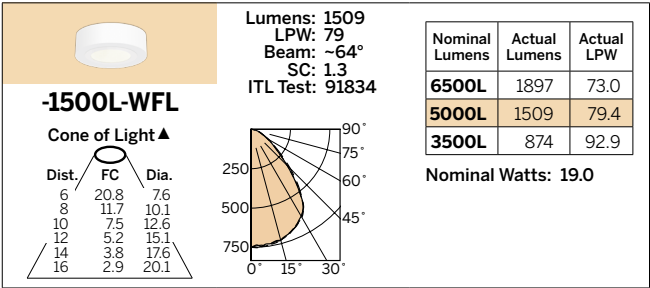 -1500L-WFL
Cone of Light▲
Dist. FC Dia.
6 20.8 7.6
8 11.7 10.1
10 7.5 12.6
12 5.2 15.1
14 3.8 17.6
16 2.9 20.1
Lumens: 1509
LPW: 79
Beam: ~64°
SC: 1.3
ITL Test: 91834
90°
75°
60°
45°
250
500
750
0° 15° 30°
Nominal Lumens Actual Lumens Actual LPW
6500L 1897 73.0
5000L 1509 79.4
3500L 874 92.9
Nominal Watts: 19.0